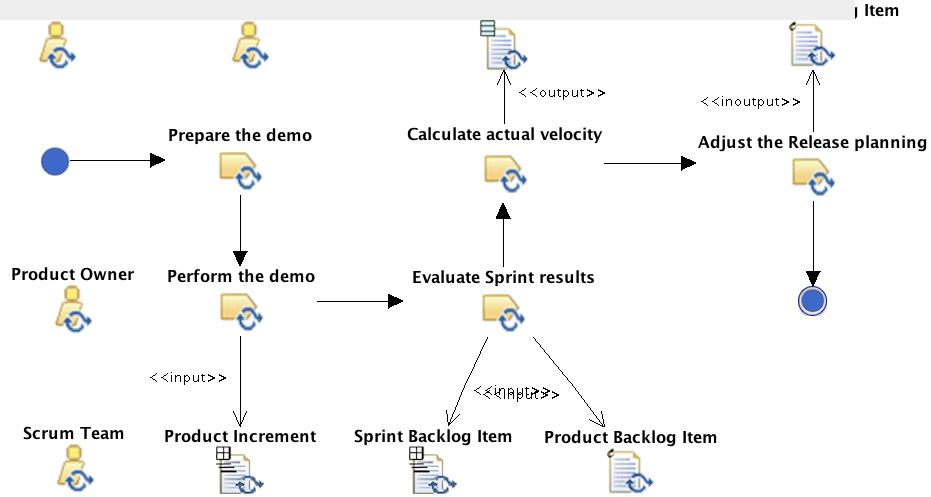 Item
<<output>>
<<inoutput>>
Prepare the demo
Calculate actual velocity
Adjust the Release planning
Product Owner
Perform the demo
Evaluate Sprint results
<<input>>
<<input>>
<<input>>
Scrum Team
Product Increment
Sprint Backlog Item
Product Backlog Item